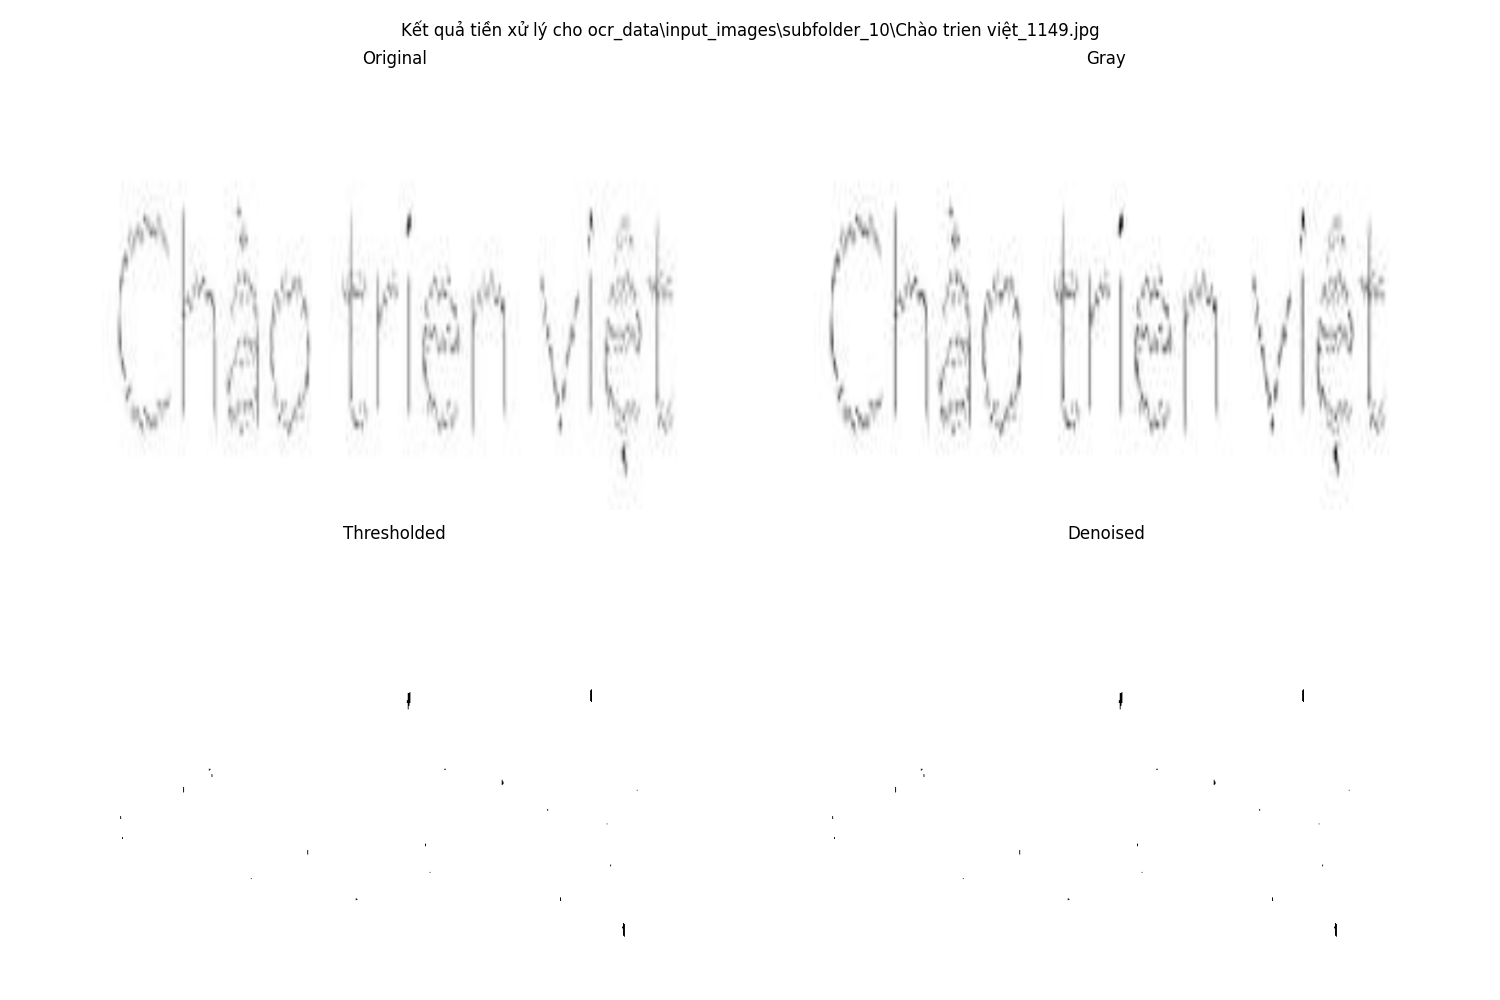 Kết quả tiền xử lý cho ocr_data\input_images\subfolder_10\Chào trien việt_1149.jpg
Original
Gray
Chào trien việt
Chào trien việt
Thresholded
Denoised